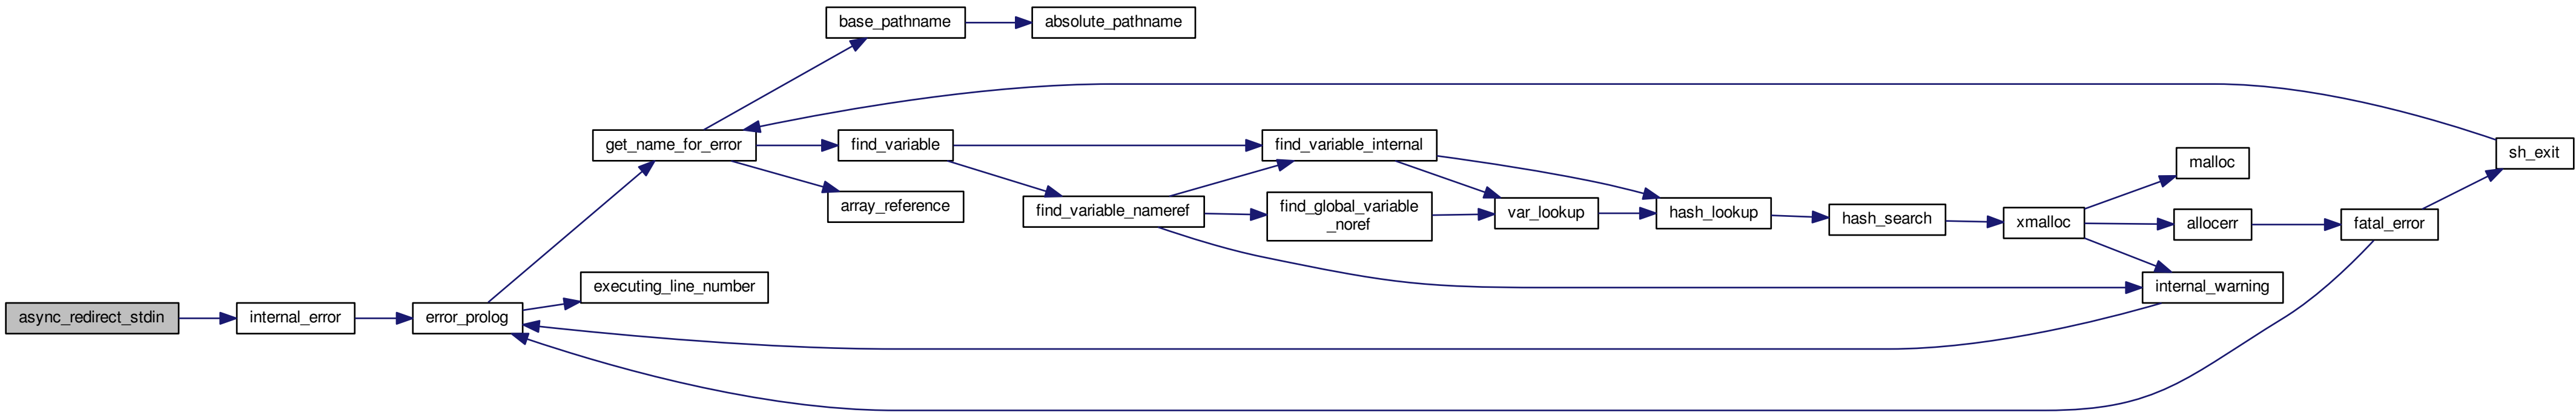 base_pathname
absolute_pathname
get_name_for_error
find_variable
find_variable_internal
sh_exit
malloc
array_reference
find_variable_nameref
find_global_variable
_noref
var_lookup
hash_lookup
hash_search
xmalloc
allocerr
fatal_error
executing_line_number
internal_warning
async_redirect_stdin
internal_error
error_prolog